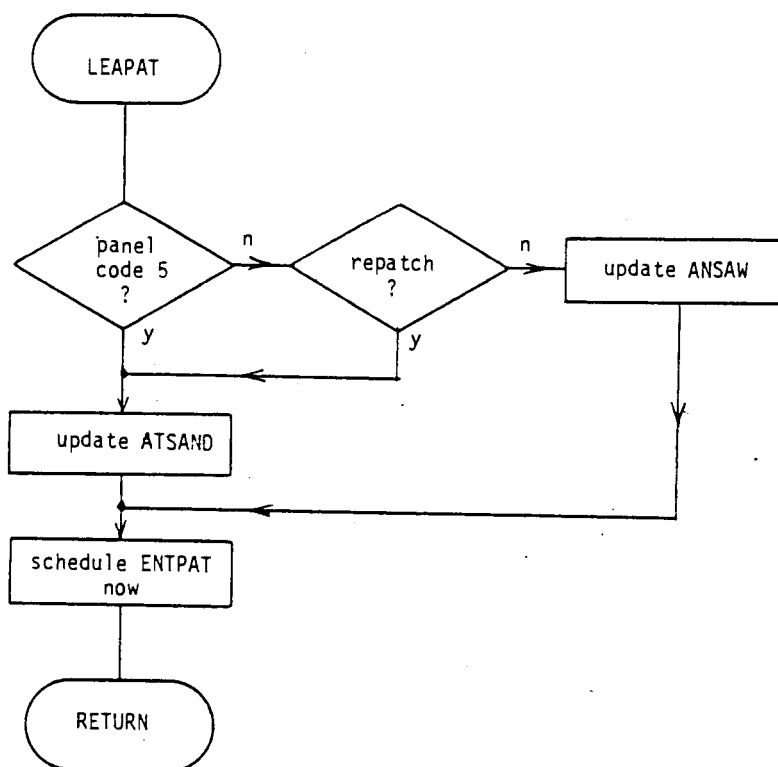 LEAPAT
panel
code 5
?
n
repatch
?
n
update ANSAW
y
y
update ATSAND
schedule ENTPAT
now
RETURN